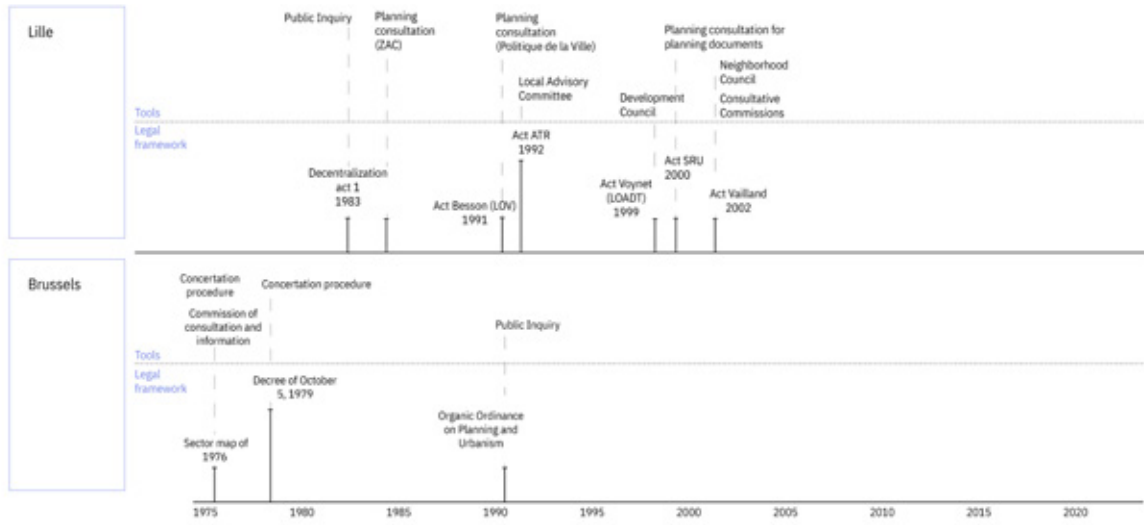 Lille
Public Inquiry
Planning
consultation
(ZAC)
Planning
consultation
(Politique de la Ville)
Local Advisory
Committee
Development
Council
Planning consultation for
planning documents
Neighborhood
Council
Consultative
Commissions
Tools
Legal
framework
Decentralization
act 1
1983
Act Besson (LOV)
1991
Act ATR
1992
Act Voynet
(LOADT)
1999
Act SRU
2000
Act Vailland
2002
Brussels
Concertation
procedure
Commission of
consultation and
information
Concertation procedure
Public Inquiry
Tools
Legal
framework
Sector map of
1976
Decree of October
5, 1979
Organic Ordinance
on Planning and
Urbanism
1975 1980 1985 1990 1995 2000 2005 2010 2015 2020